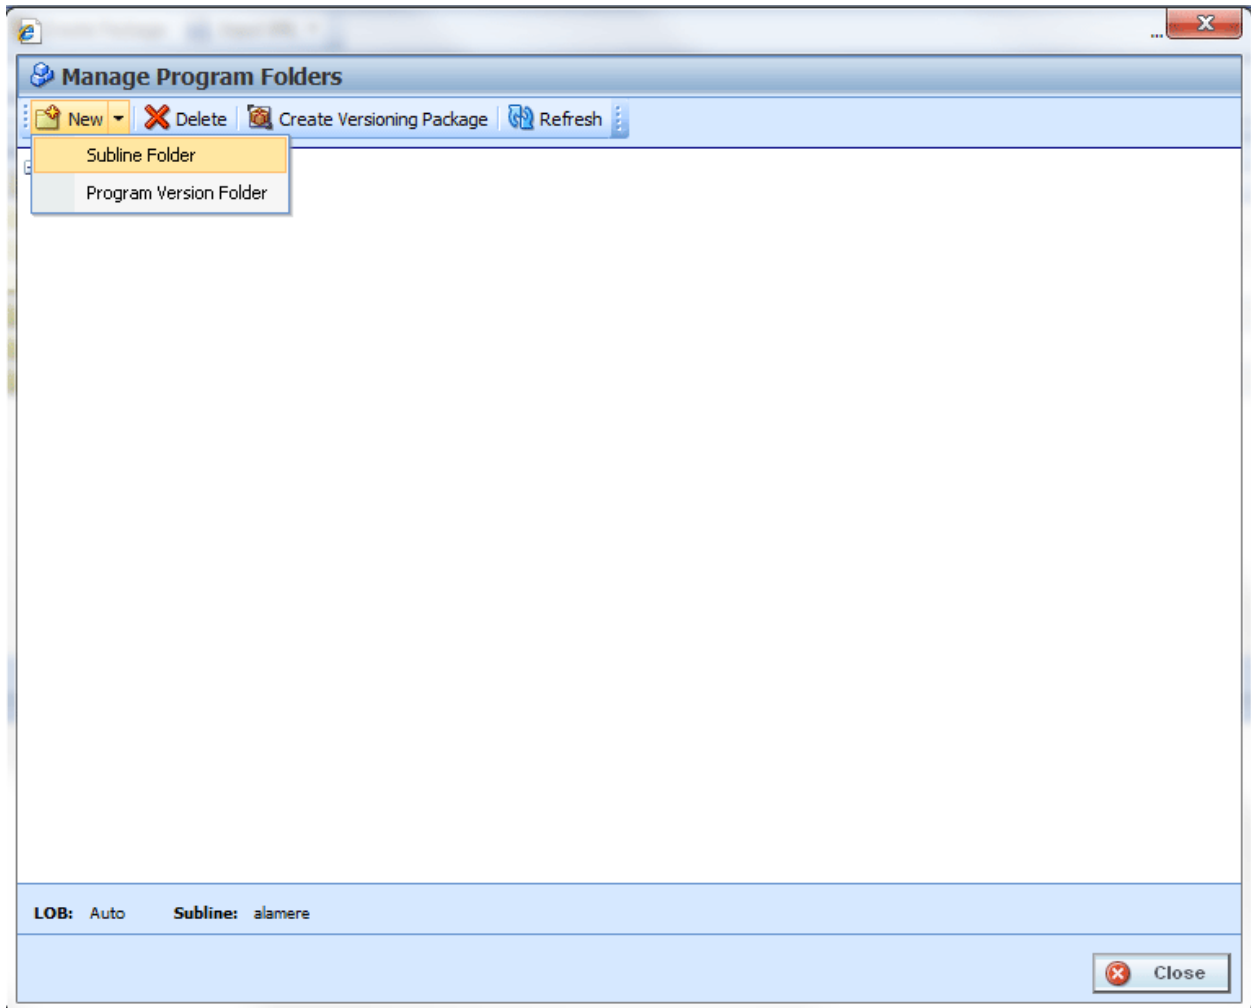 ...
Manage Program Folders
New Delete Create Versioning Package Refresh
Subline Folder
Program Version Folder
LOB: Auto Subline: alamere
Close